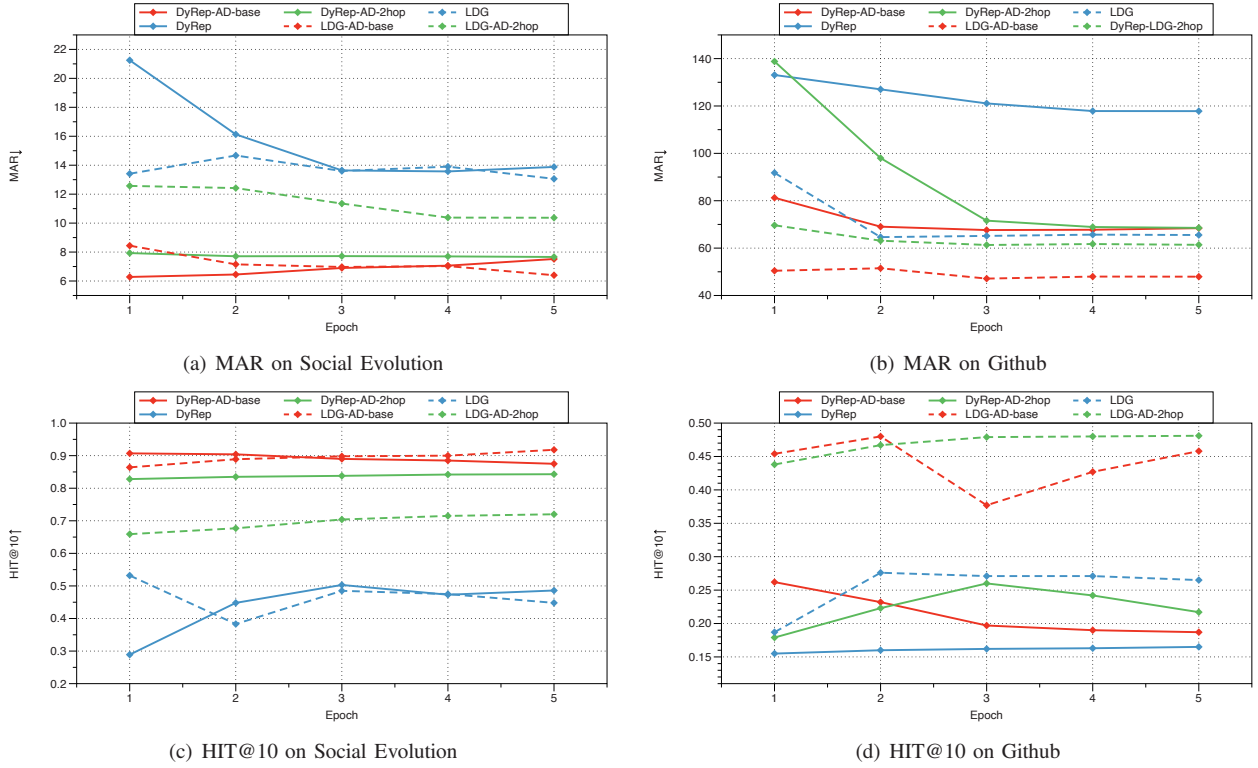 DyRep-AD-base DyRep-AD-2hop LDG
DyRep LDG-AD-base LDG-AD-2hop
22
20
18
16
14
12
10
8
6
MAR↓
1 2 3 4 5
Epoch
(a) MAR on Social Evolution
DyRep-AD-base DyRep-AD-2hop LDG
DyRep LDG-AD-base DyRep-LDG-2hop
140
120
100
80
60
40
MAR↓
1 2 3 4 5
Epoch
(b) MAR on Github
DyRep-AD-base DyRep-AD-2hop LDG
DyRep LDG-AD-base LDG-AD-2hop
1.0
0.9
0.8
0.7
0.6
0.5
0.4
0.3
0.2
HIT@10↑
1 2 3 4 5
Epoch
(c) HIT@10 on Social Evolution
DyRep-AD-base DyRep-AD-2hop LDG
DyRep LDG-AD-base LDG-AD-2hop
0.50
0.45
0.40
0.35
0.30
0.25
0.20
0.15
HIT@10↑
1 2 3 4 5
Epoch
(d) HIT@10 on Github